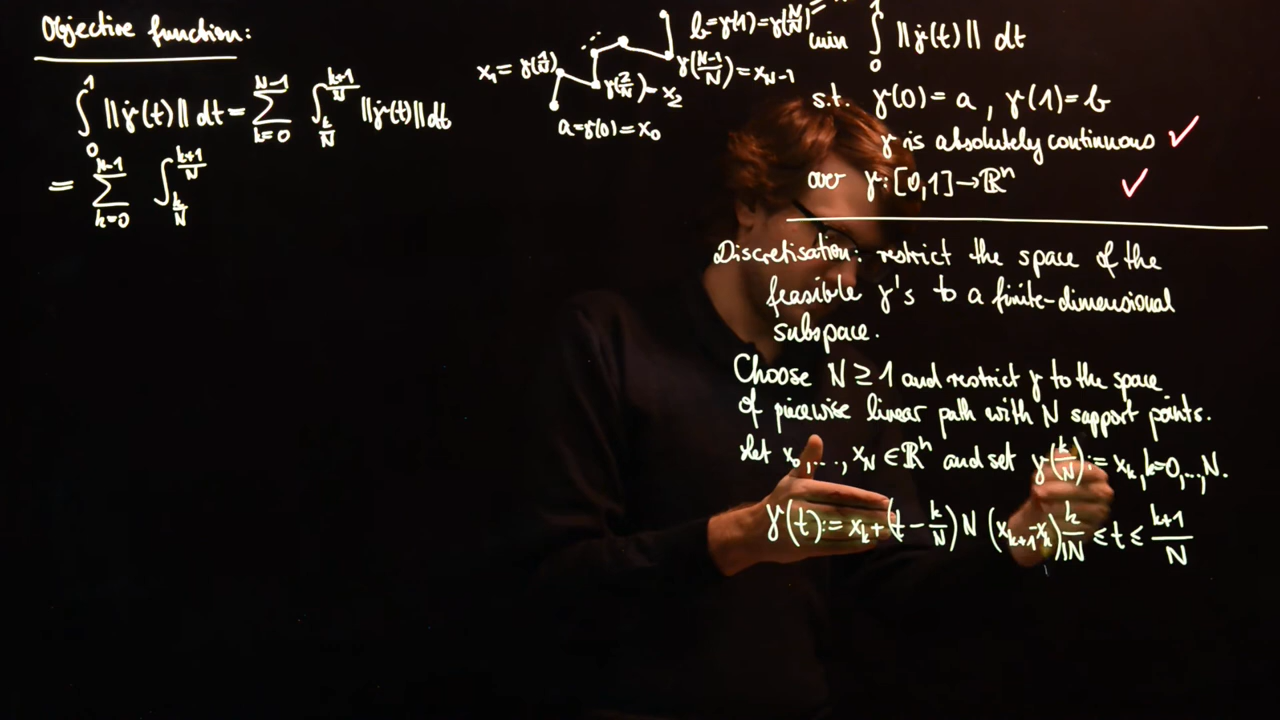 Objective function:
∫₀¹ ||γ̇(t)|| dt = ∑_{k=0}^{N-1} ∫_{k/N}^{k+1/N} ||γ̇(t)|| dt
= ∑_{k=0}^{N-1} ∫_{k/N}^{k+1/N}
b=γ(1)=γ(N/N)
x₁=γ(1/N)
γ(2/N)=x₂
γ(N-1/N)=x_{N-1}
a=γ(0)=x₀
min ∫₀¹ ||γ̇(t)|| dt
s.t. γ(0)=a, γ(1)=b
γ is absolutely continuous ✓
over γ:[0,1]→ℝⁿ ✓
Discretisation: restrict the space of the
feasible γ's to a finite-dimensional
subspace.
Choose N ≥ 1 and restrict γ to the space
of piecewise linear path with N support points.
Let x₀,..., x_N ∈ ℝⁿ and set γ(k/N) := x_k, k=0,...,N.
γ(t) := x_k + (t - k/N) N (x_{k+1} - x_k) k/N ≤ t ≤ k+1/N